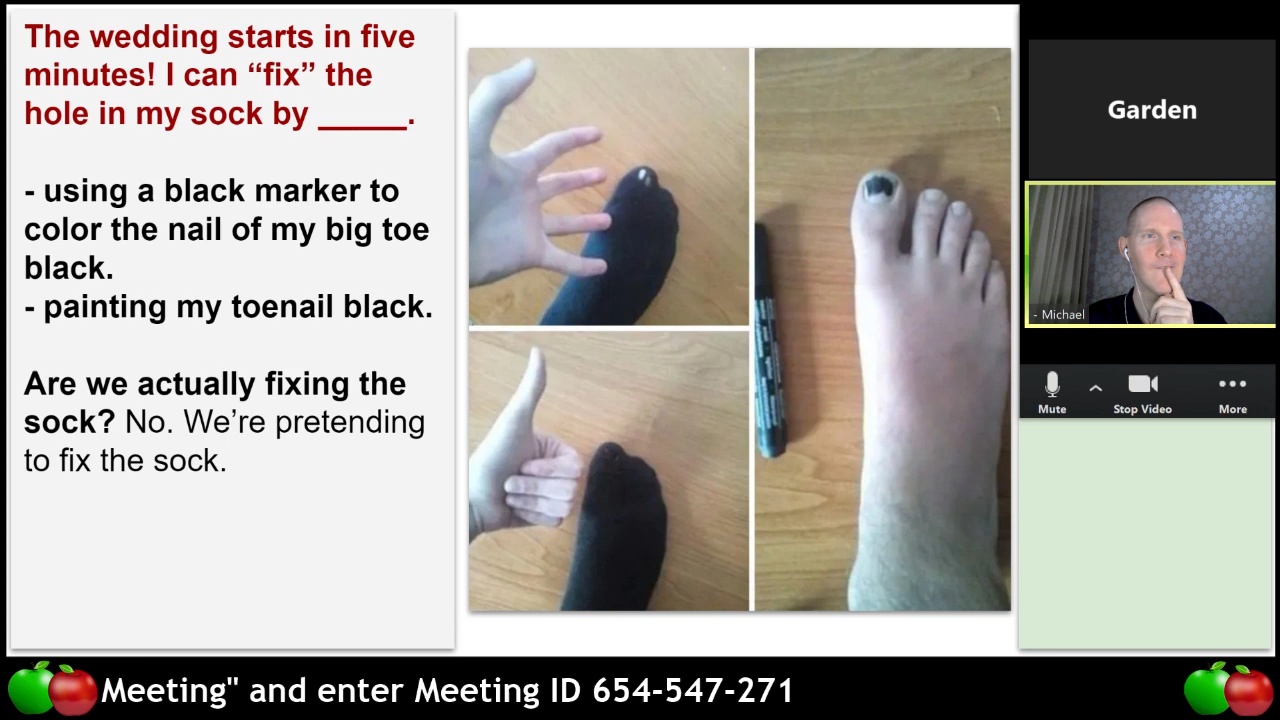 The wedding starts in five
minutes! I can “fix” the
hole in my sock by _____.
- using a black marker to
color the nail of my big toe
black.
- painting my toenail black.
Are we actually fixing the
sock? No. We’re pretending
to fix the sock.
Garden
- Michael
Mute
Stop Video
More
Meeting" and enter Meeting ID 654-547-271